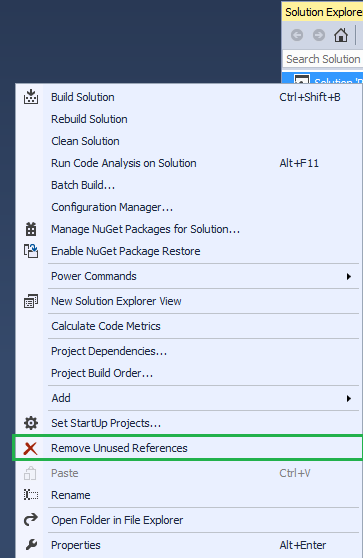 Solution Explore
Search Solution
Solution 'P
Build Solution Ctrl+Shift+B
Rebuild Solution
Clean Solution
Run Code Analysis on Solution Alt+F11
Batch Build...
Configuration Manager...
Manage NuGet Packages for Solution...
Enable NuGet Package Restore
Power Commands
New Solution Explorer View
Calculate Code Metrics
Project Dependencies...
Project Build Order...
Add
Set StartUp Projects...
Remove Unused References
Paste Ctrl+V
Rename
Open Folder in File Explorer
Properties Alt+Enter